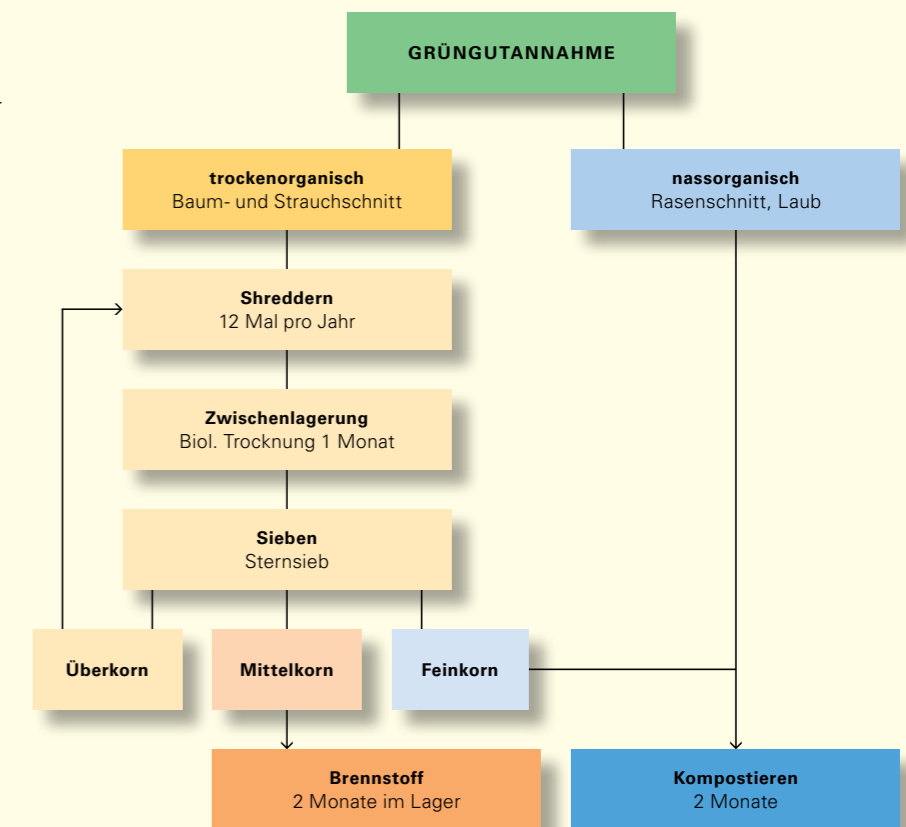 GRÜNGUTANNAHME
trockenorganisch
Baum- und Strauchschnitt
nassorganisch
Rasenschnitt, Laub
Shreddern
12 Mal pro Jahr
Zwischenlagerung
Biol. Trocknung 1 Monat
Sieben
Sternsieb
Überkorn
Mittelkorn
Feinkorn
Brennstoff
2 Monate im Lager
Kompostieren
2 Monate